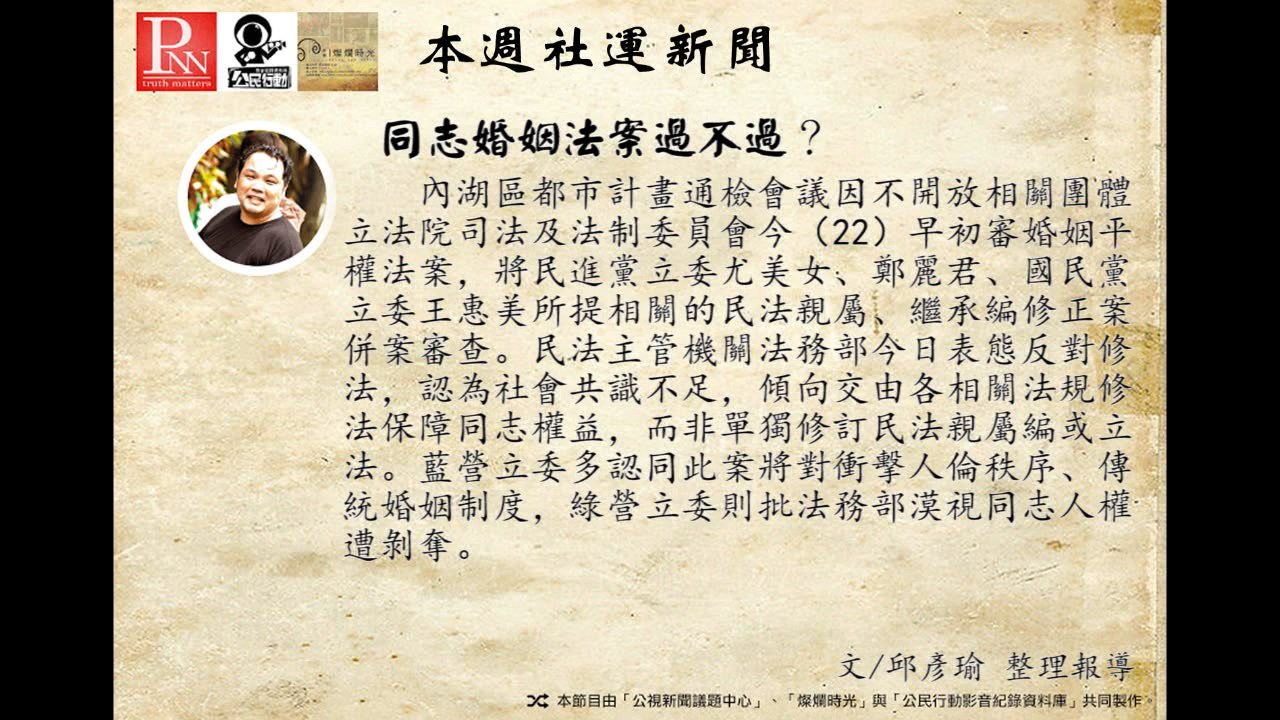 PNN
truth matters
公民行動
燦爛時光
本週社運新聞
同志婚姻法案過不過？
內湖區都市計畫通檢會議因不開放相關團體
立法院司法及法制委員會今（22）早初審婚姻平
權法案，將民進黨立委尤美女、鄭麗君、國民黨
立委王惠美所提相關的民法親屬、繼承編修正案
併案審查。民法主管機關法務部今日表態反對修
法，認為社會共識不足，傾向交由各相關法規修
法保障同志權益，而非單獨修訂民法親屬編或立
法。藍營立委多認同此案將對衝擊人倫秩序、傳
統婚姻制度，綠營立委則批法務部漠視同志人權
遭剝奪。
文/邱彥瑜 整理報導
本節目由「公視新聞議題中心」、「燦爛時光」與「公民行動影音紀錄資料庫」共同製作。